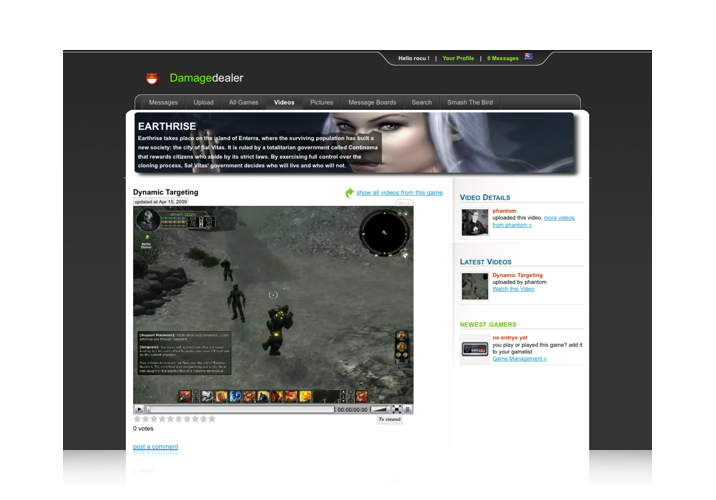 Hello rocu ! | Your Profile | 0 Messages
Damagedealer
Messages Upload All Games Videos Pictures Message Boards Search Smash The Bird
EARTHRISE
Earthrise takes place on the island of Enterra, where the surviving population has built a
new society: the city of Sal Vitas. It is ruled by a totalitarian government called Continoma
that rewards citizens who abide by its strict laws. By exercising full control over the
cloning process, Sal Vitas' government decides who will live and who will not.
Dynamic Targeting
show all videos from this game
updated at Apr 15, 2009
00:00/00:00
7x viewed
0 votes
post a comment
VIDEO DETAILS
phantom
uploaded this video. more videos
from phantom »
LATEST VIDEOS
Dynamic Targeting
uploaded by phantom
Watch this Video
NEWEST GAMERS
no entrys yet
you play or played this game? add it
to your gamelist
Game Management »